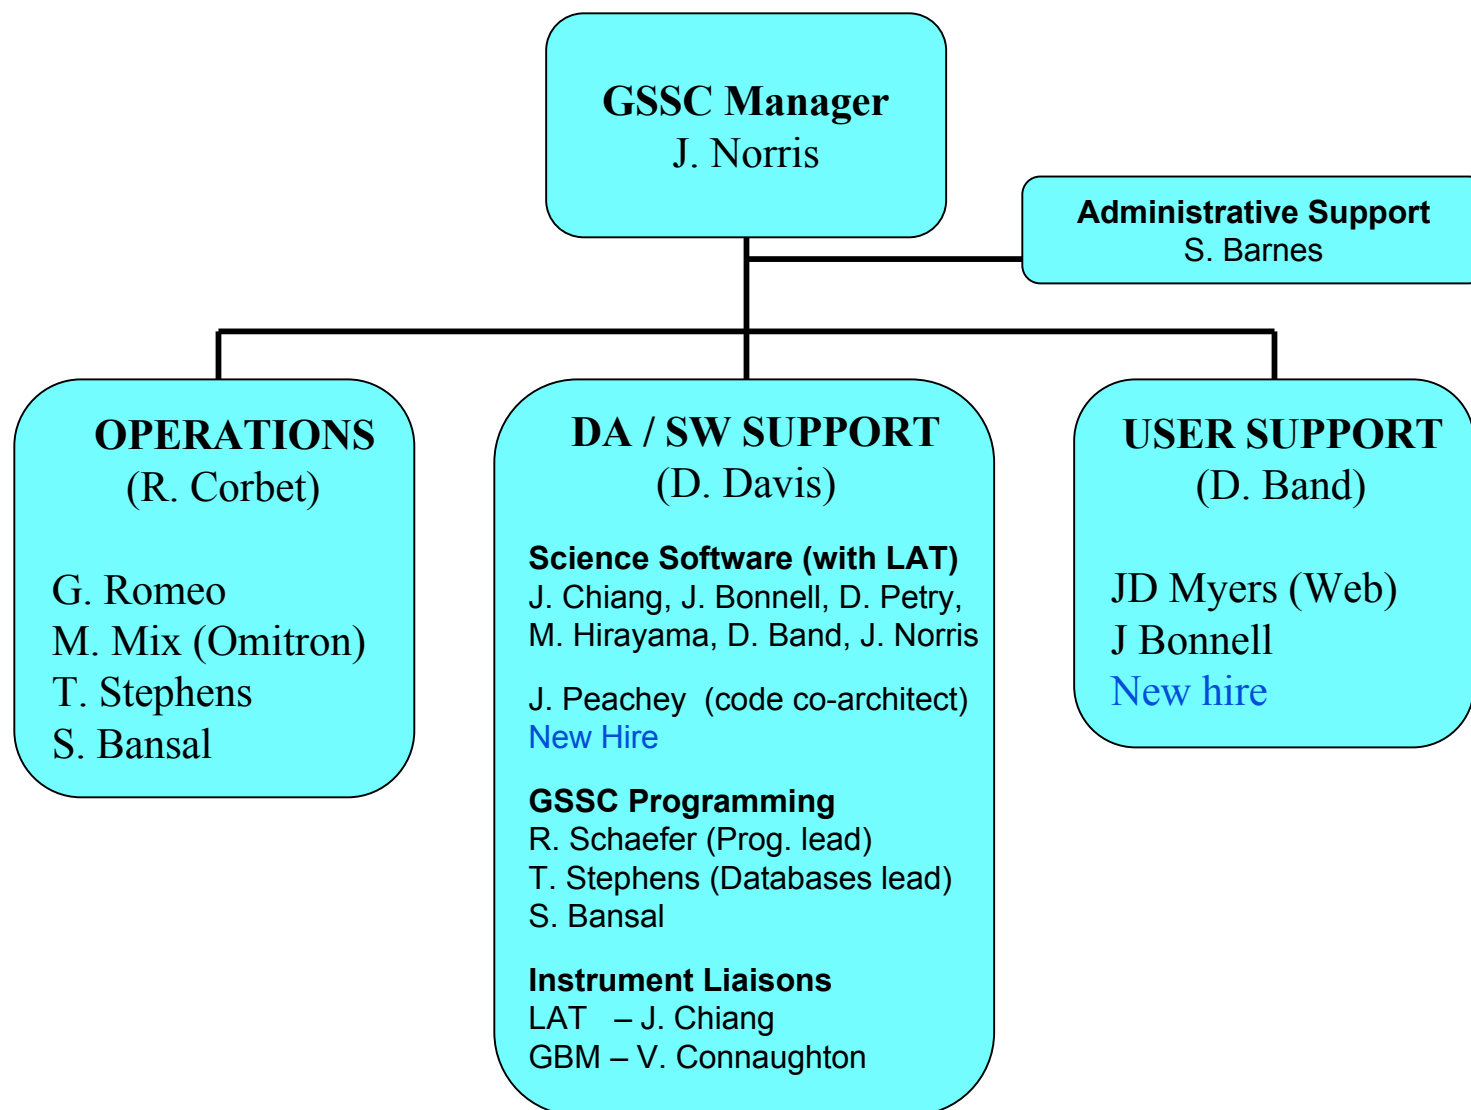 GSSC Manager
J. Norris
Administrative Support
S. Barnes
OPERATIONS
(R. Corbet)
G. Romeo
M. Mix (Omitron)
T. Stephens
S. Bansal
DA / SW SUPPORT
(D. Davis)
Science Software (with LAT)
J. Chiang, J. Bonnell, D. Petry,
M. Hirayama, D. Band, J. Norris
J. Peachey  (code co-architect)
New Hire
GSSC Programming
R. Schaefer (Prog. lead)
T. Stephens (Databases lead)
S. Bansal
Instrument Liaisons
LAT   – J. Chiang
GBM – V. Connaughton
USER SUPPORT
(D. Band)
JD Myers (Web)
J Bonnell
New hire